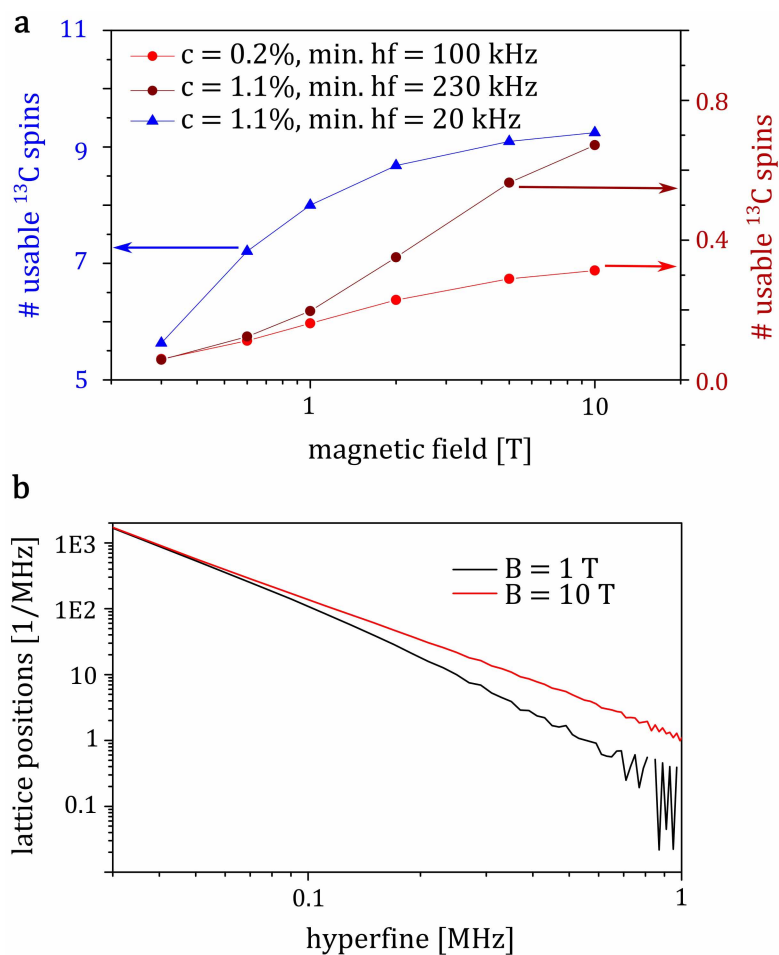 a
11
9
7
5
# usable ¹³C spins
c = 0.2%, min. hf = 100 kHz
c = 1.1%, min. hf = 230 kHz
c = 1.1%, min. hf = 20 kHz
0.8
0.4
0.0
# usable ¹³C spins
1
10
magnetic field [T]
b
1E3
1E2
10
1
0.1
lattice positions [1/MHz]
B = 1 T
B = 10 T
0.1
1
hyperfine [MHz]